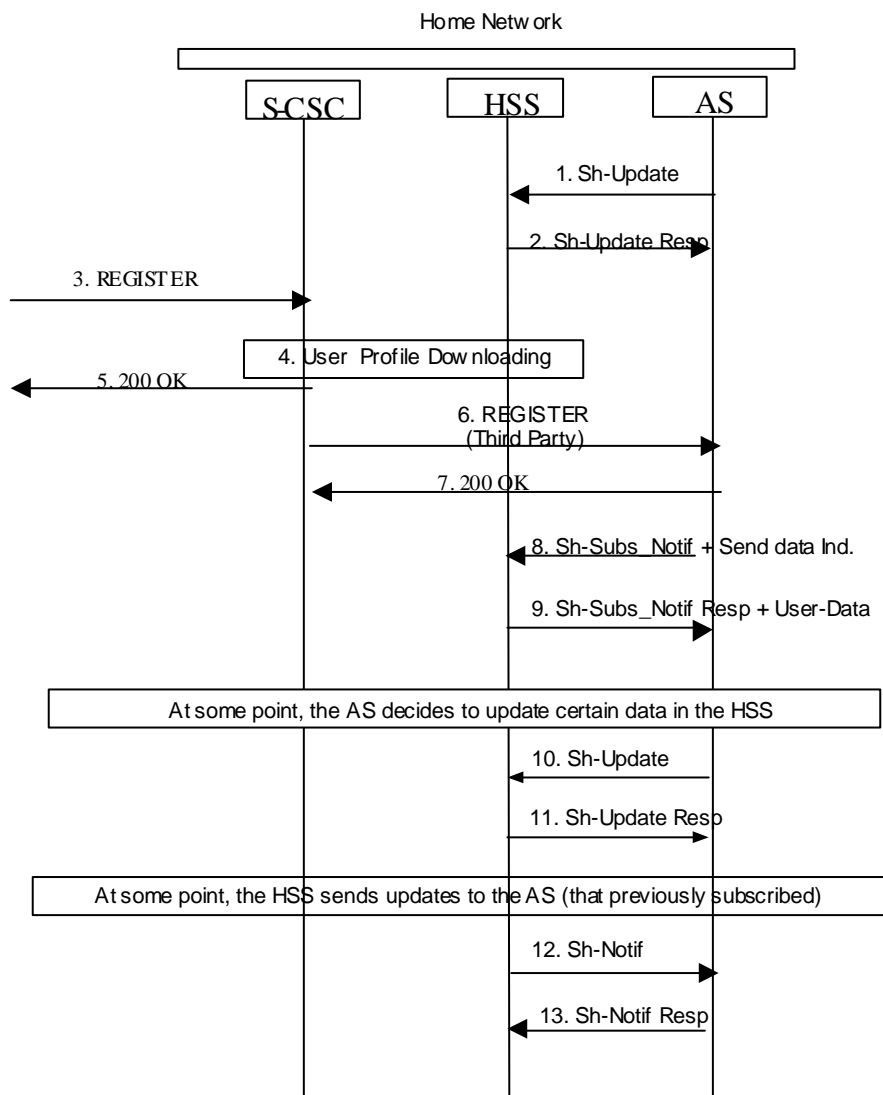 Home Network
S-CSC
HSS
AS
1. Sh-Update
2. Sh-Update Resp
3. REGISTER
4. User Profile Downloading
5. 200 OK
6. REGISTER
(Third Party)
7. 200 OK
8. Sh-Subs_Notif + Send data Ind.
9. Sh-Subs_Notif Resp + User-Data
At some point, the AS decides to update certain data in the HSS
10. Sh-Update
11. Sh-Update Resp
At some point, the HSS sends updates to the AS (that previously subscribed)
12. Sh-Notif
13. Sh-Notif Resp